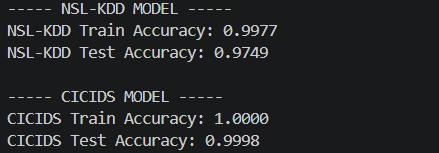 ----- NSL-KDD MODEL -----
NSL-KDD Train Accuracy: 0.9977
NSL-KDD Test Accuracy: 0.9749
----- CICIDS MODEL -----
CICIDS Train Accuracy: 1.0000
CICIDS Test Accuracy: 0.9998